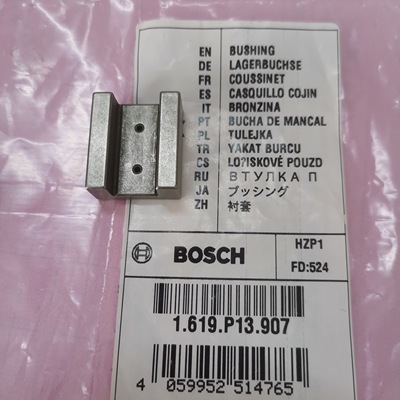 EN BUSHING
DE LAGERBUCHSE
FR COUSSINET
ES CASQUILLO COJIN
IT BRONZINA
PT BUCHA DE MANCAL
PL TULEJKA
TR YAKAT BURCU
CS LO?ISKOVÉ POUZD
RU ВТУЛКА П
JA ブッシング
ZH 衬套
BOSCH
HZP1
FD:524
1.619.P13.907
4 059952 514765